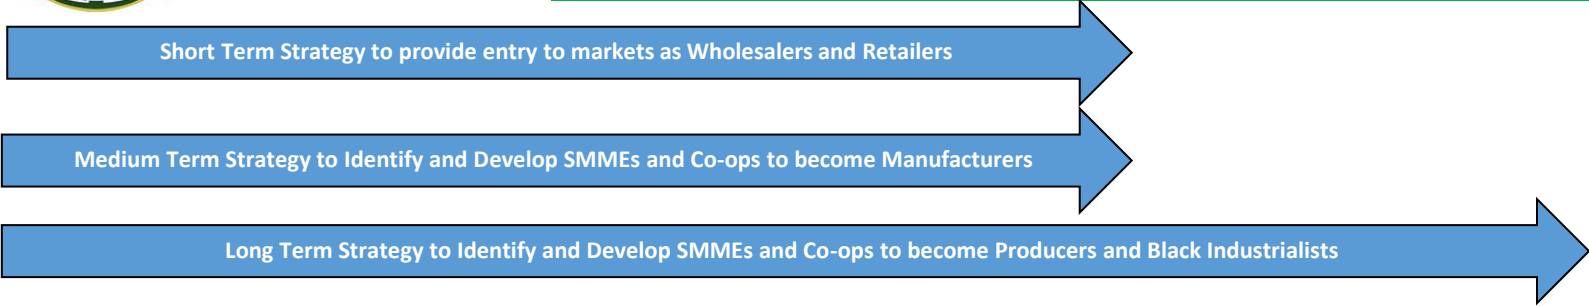 Short Term Strategy to provide entry to markets as Wholesalers and Retailers
Medium Term Strategy to Identify and Develop SMMEs and Co-ops to become Manufacturers
Long Term Strategy to Identify and Develop SMMEs and Co-ops to become Producers and Black Industrialists